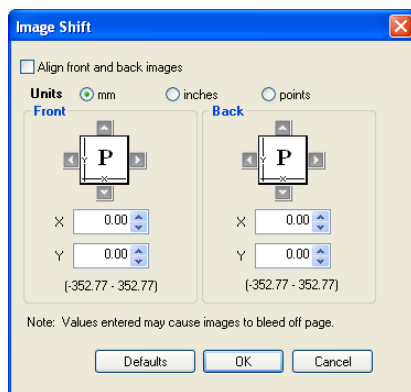 Image Shift
Align front and back images
Units mm inches points
Front Back
P P
X 0.00 X 0.00
Y 0.00 Y 0.00
(-352.77 - 352.77) (-352.77 - 352.77)
Note: Values entered may cause images to bleed off page.
Defaults OK Cancel